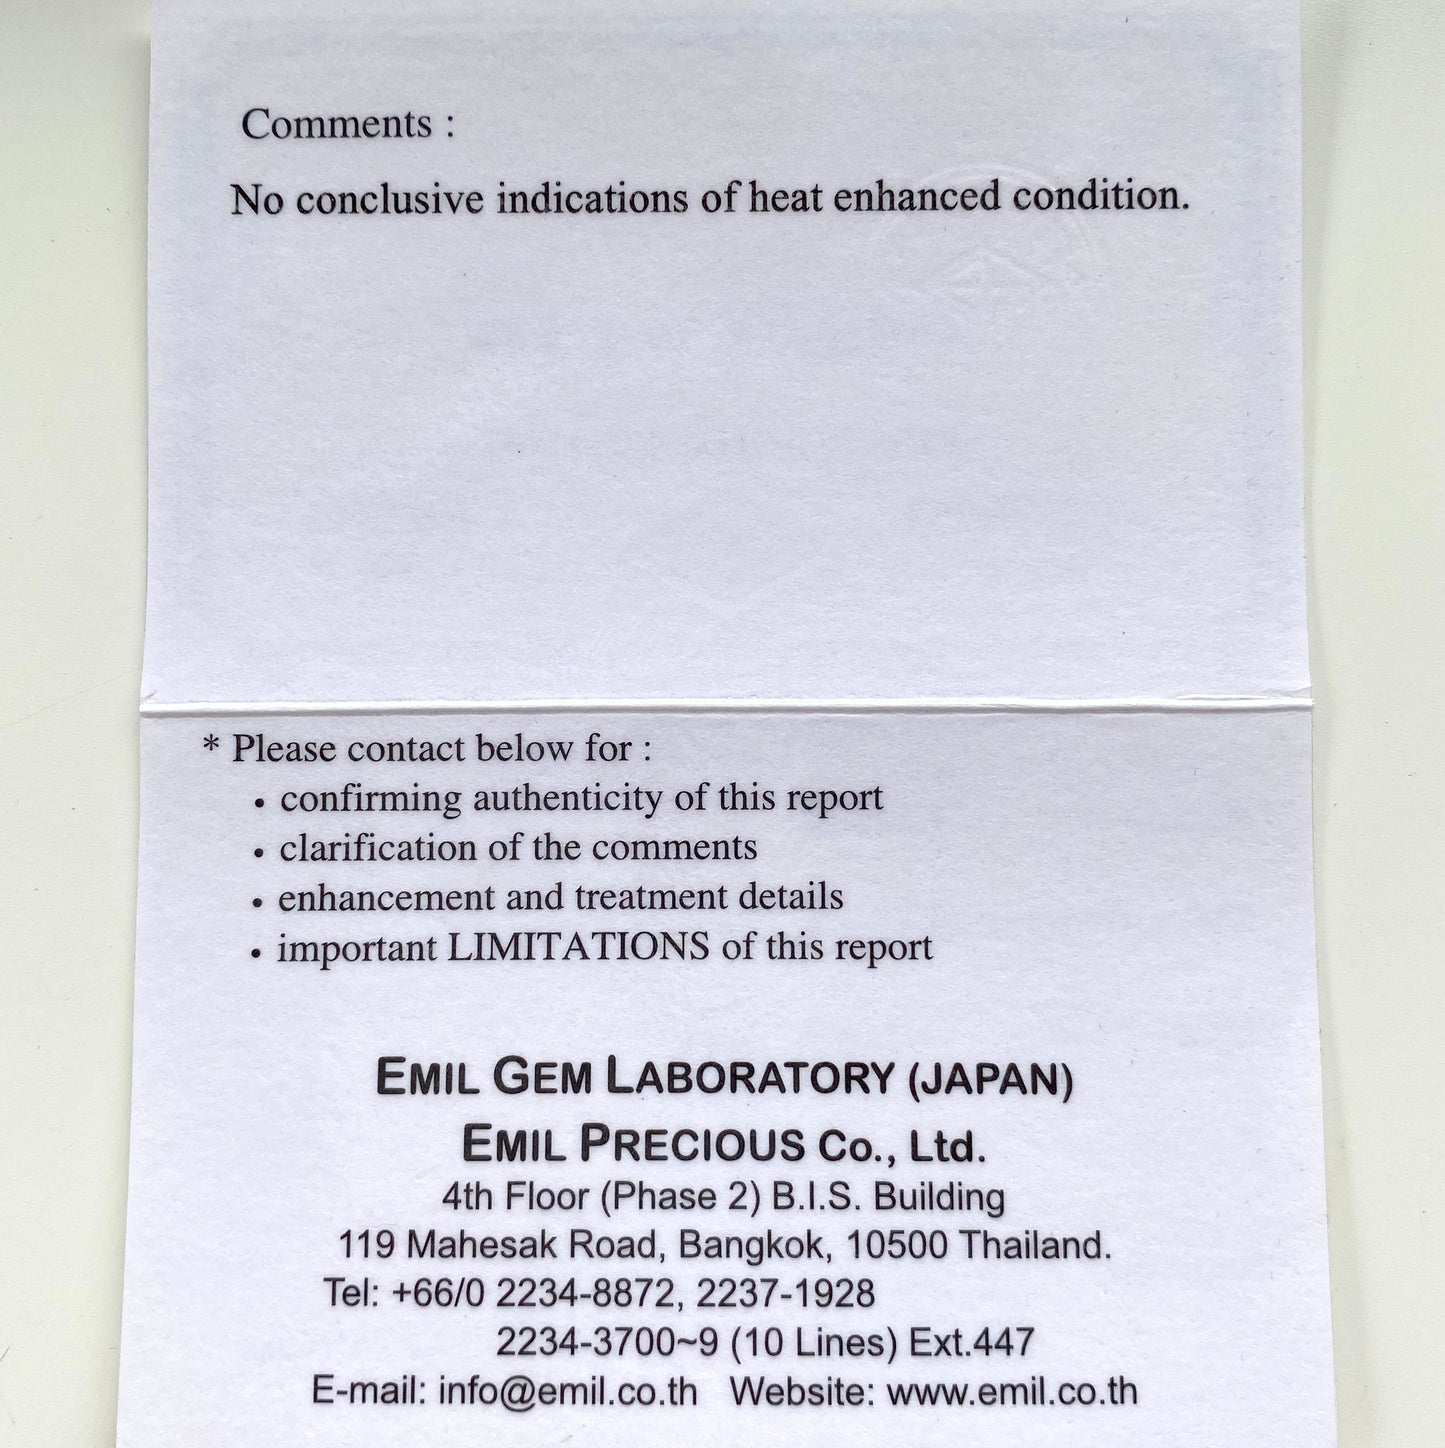 Comments :
No conclusive indications of heat enhanced condition.
* Please contact below for :
• confirming authenticity of this report
• clarification of the comments
• enhancement and treatment details
• important LIMITATIONS of this report
EMIL GEM LABORATORY (JAPAN)
EMIL PRECIOUS Co., Ltd.
4th Floor (Phase 2) B.I.S. Building
119 Mahesak Road, Bangkok, 10500 Thailand.
Tel: +66/0 2234-8872, 2237-1928
2234-3700~9 (10 Lines) Ext.447
E-mail: info@emil.co.th Website: www.emil.co.th